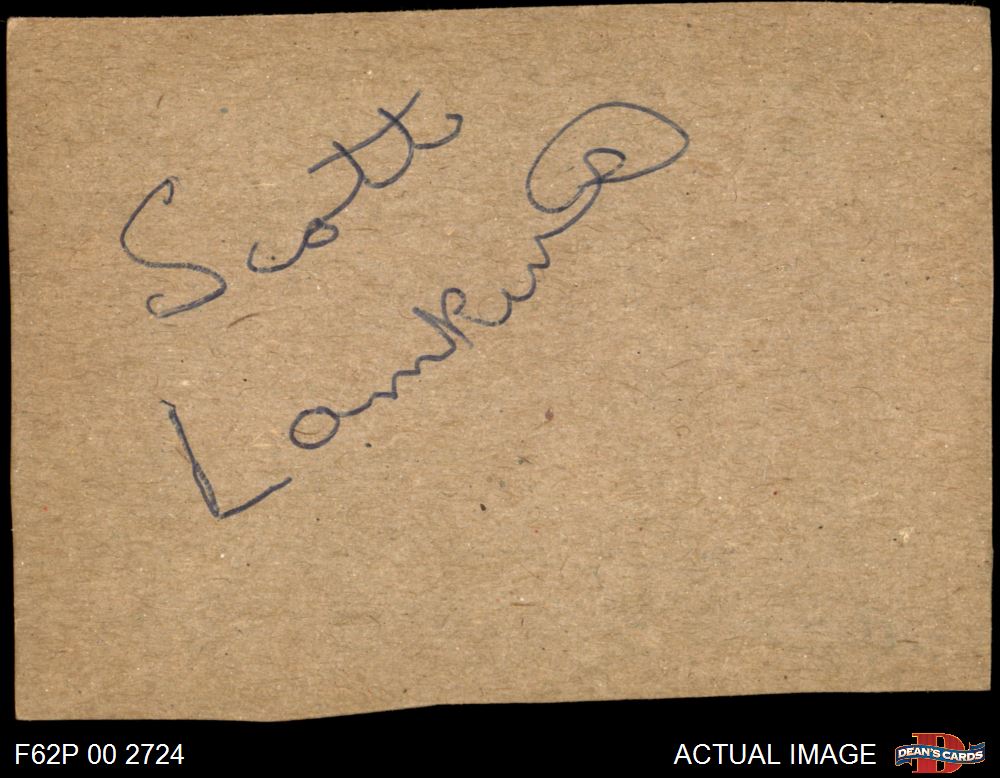 Scott
Lamkin
F62P 00 2724
ACTUAL IMAGE
D
DEAN'S CARDS